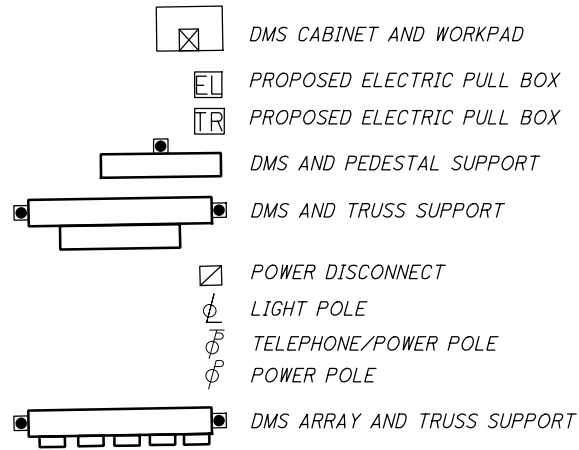 DMS CABINET AND WORKPAD
EL PROPOSED ELECTRIC PULL BOX
TR PROPOSED ELECTRIC PULL BOX
DMS AND PEDESTAL SUPPORT
DMS AND TRUSS SUPPORT
POWER DISCONNECT
LIGHT POLE
TELEPHONE/POWER POLE
POWER POLE
DMS ARRAY AND TRUSS SUPPORT